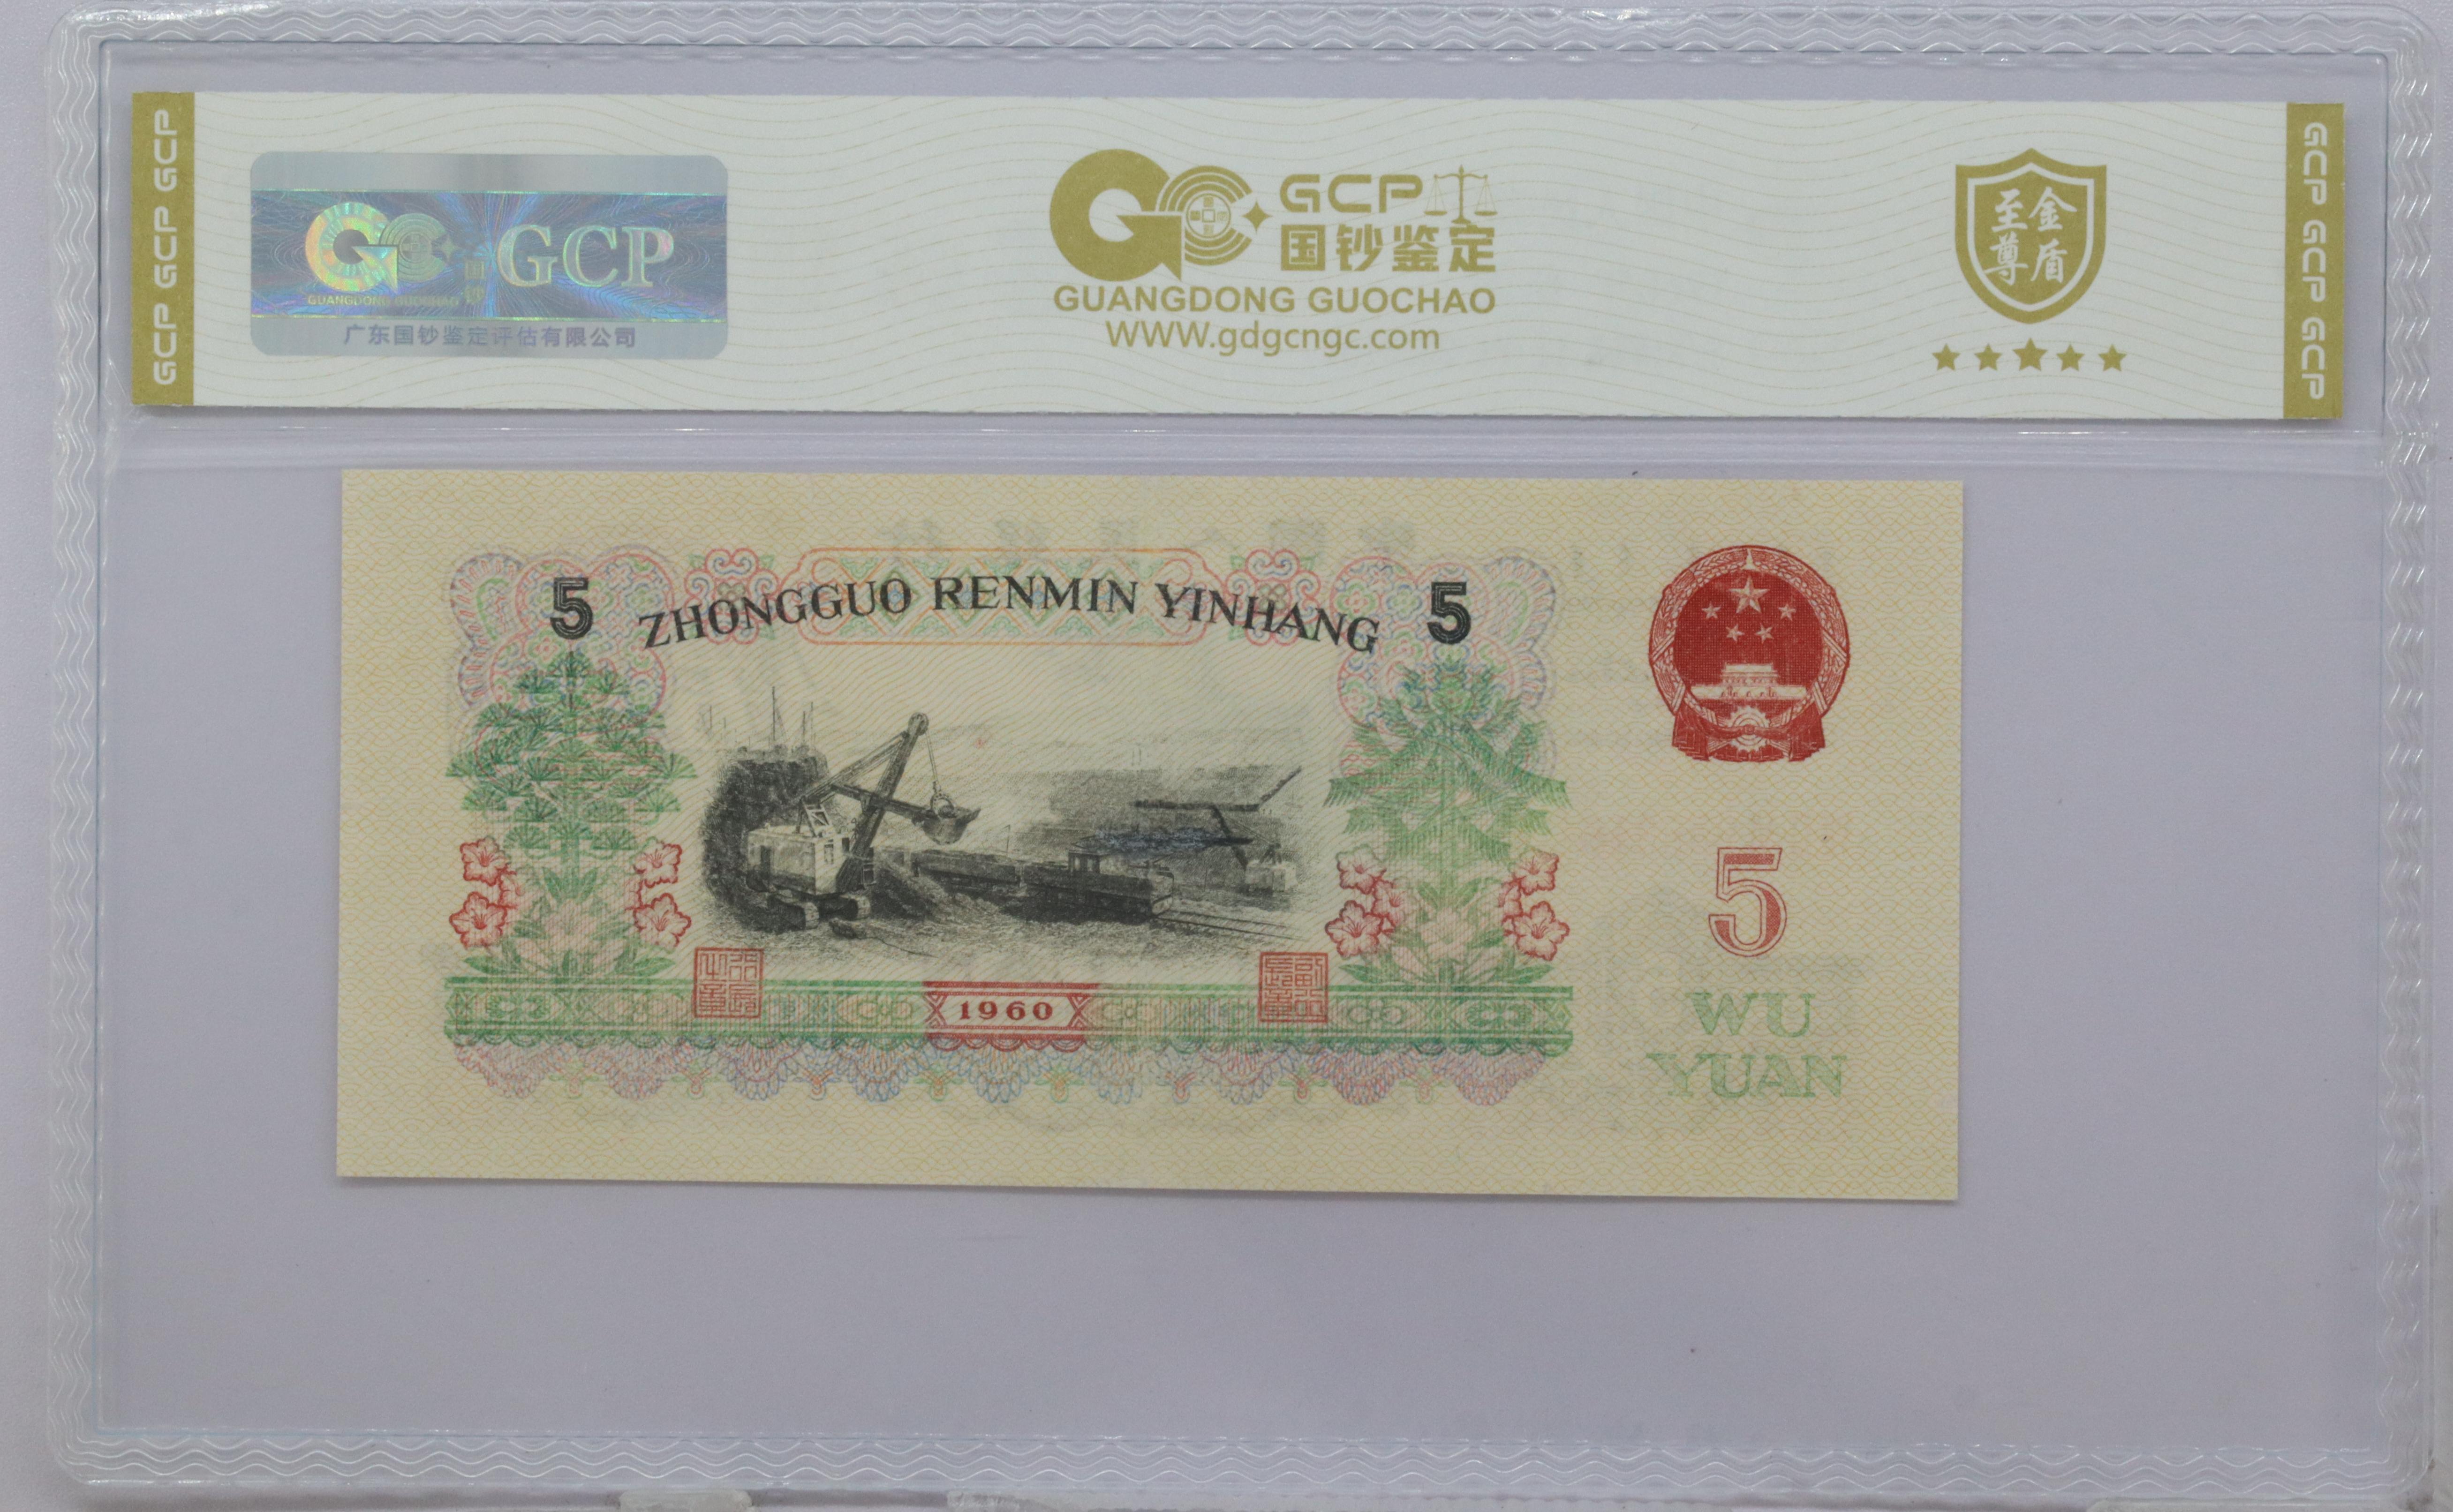 GCP GCP GCP
GCP
GUANGDONG GUOCHAO
国钞
广东国钞鉴定评估有限公司
GCP
国钞鉴定
GUANGDONG GUOCHAO
WWW.gdgcngc.com
至尊
金盾
GCP GCP GCP
5 ZHONGGUO RENMIN YINHANG 5
1960
5
WU
YUAN